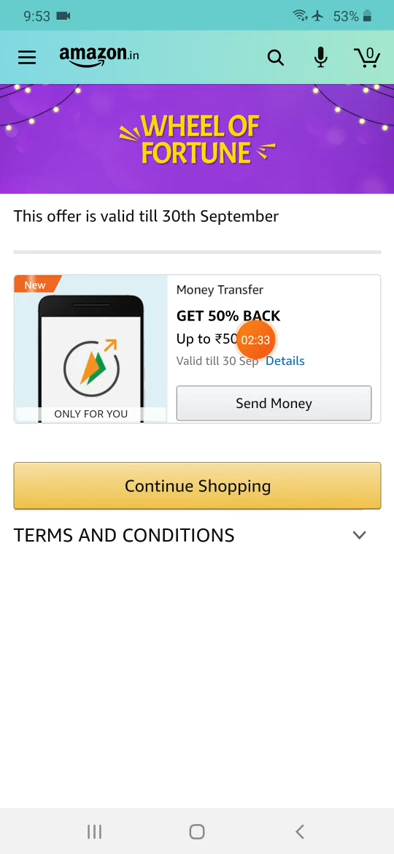 9:53
53%
amazon.in
0
WHEEL OF
FORTUNE
This offer is valid till 30th September
New
Money Transfer
GET 50% BACK
Up to ₹50
02:33
Valid till 30 Sep Details
ONLY FOR YOU
Send Money
Continue Shopping
TERMS AND CONDITIONS